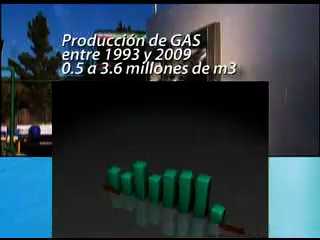 Producción de GAS
entre 1993 y 2009
0.5 a 3.6 millones de m3